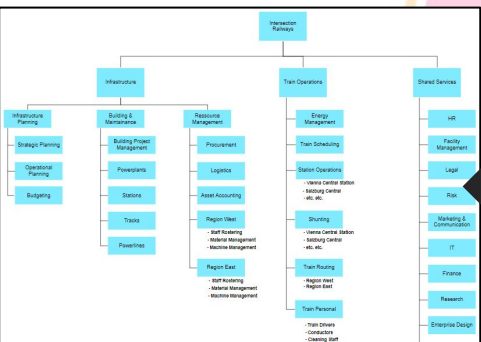 Intersection
Railways
Infrastructure
Train Operations
Shared Services
Infrastructure
Planning
Strategic Planning
Operational
Planning
Budgeting
Building &
Maintainance
Building Project
Management
Powerplants
Stations
Tracks
Powerlines
Ressource
Management
Procurement
Logistics
Asset Accounting
Region West
- Staff Rostering
- Material Management
- Machine Management
Region East
- Staff Rostering
- Material Management
- Machine Management
Energy
Management
Train Scheduling
Station Operations
- Vienna Central Station
- Salzburg Central
- etc. etc.
Shunting
- Vienna Central Station
- Salzburg Central
- etc. etc.
Train Routing
- Region West
- Region East
Train Personal
- Train Drivers
- Conductors
- Cleaning Staff
HR
Facility
Management
Legal
Risk
Marketing &
Communication
IT
Finance
Research
Enterprise Design